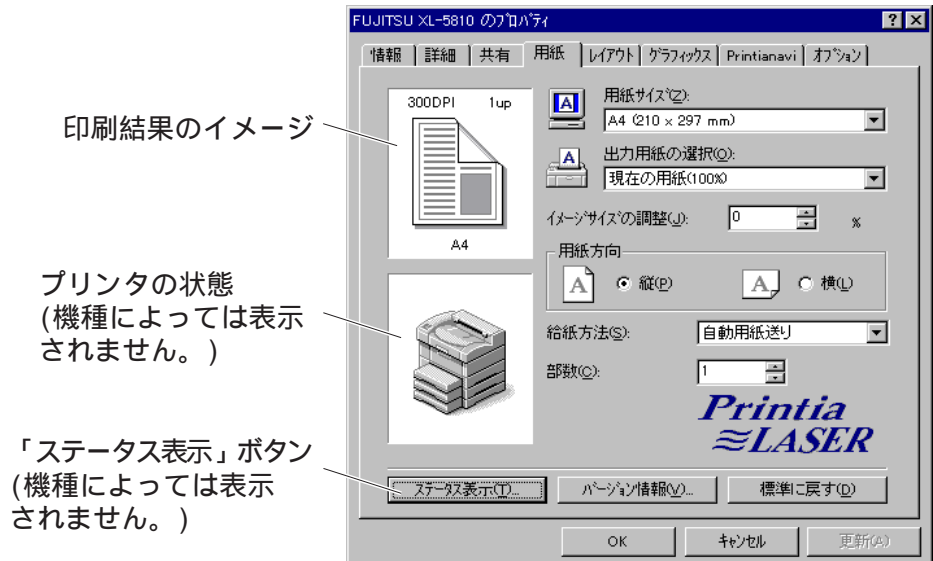 FUJITSU XL-5810 のﾌﾟﾛﾊﾟﾃｨ
情報 詳細 共有 用紙 ﾚｲｱｳﾄ ｸﾞﾗﾌｨｯｸｽ Printianavi ｵﾌﾟｼｮﾝ
300DPI 1up
A4
印刷結果のイメージ
プリンタの状態
(機種によっては表示
されません。)
「ステータス表示」ボタン
(機種によっては表示
されません。)
用紙ｻｲｽﾞ(Z):
A4 (210 x 297 mm)
出力用紙の選択(O):
現在の用紙(100%)
ｲﾒｰｼﾞｻｲｽﾞの調整(J): 0 %
用紙方向
A 縦(P) A 横(L)
給紙方法(S): 自動用紙送り
部数(C): 1
Printia
LASER
ｽﾃｰﾀｽ表示(T)... ﾊﾞｰｼﾞｮﾝ情報(V)... 標準に戻す(D)
OK ｷｬﾝｾﾙ 更新(A)